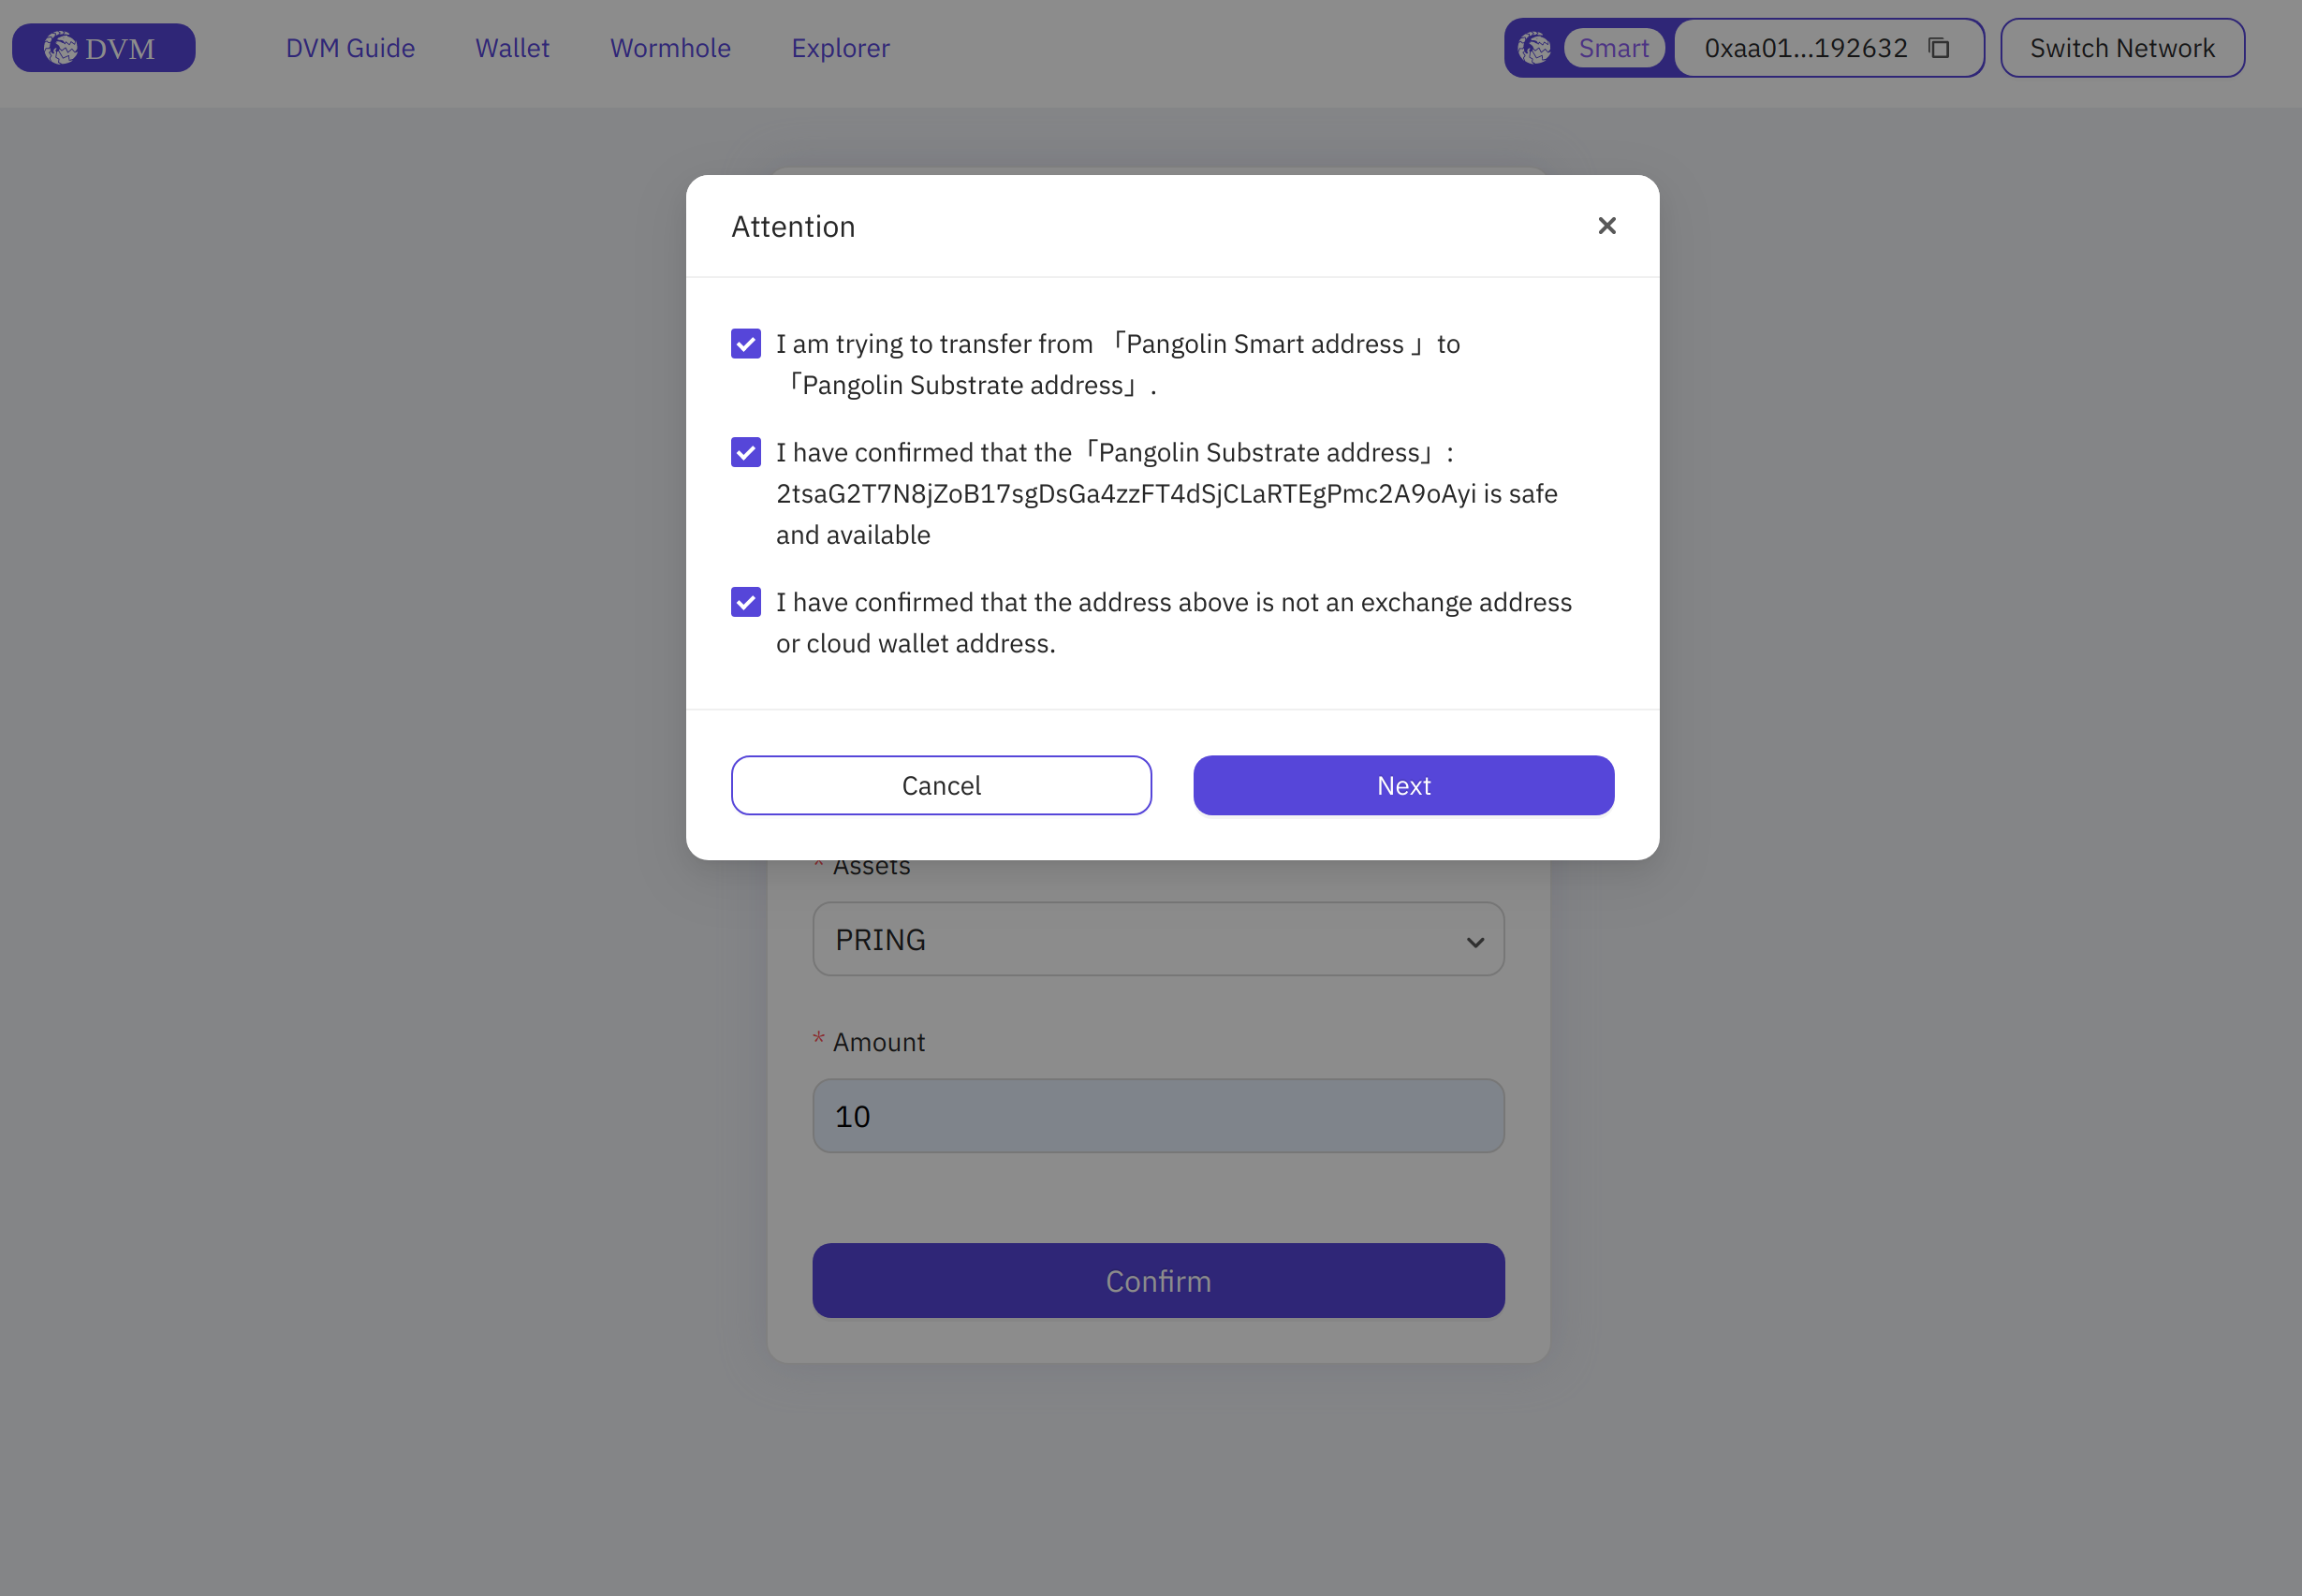 DVM
DVM Guide
Wallet
Wormhole
Explorer
Smart
0xaa01...192632
Switch Network
Attention
I am trying to transfer from 「Pangolin Smart address 」 to
「Pangolin Substrate address」 .
I have confirmed that the「Pangolin Substrate address」:
2tsaG2T7N8jZoB17sgDsGa4zzFT4dSjCLaRTEgPmc2A9oAyi is safe
and available
I have confirmed that the address above is not an exchange address
or cloud wallet address.
Cancel
Next
* Assets
PRING
* Amount
10
Confirm